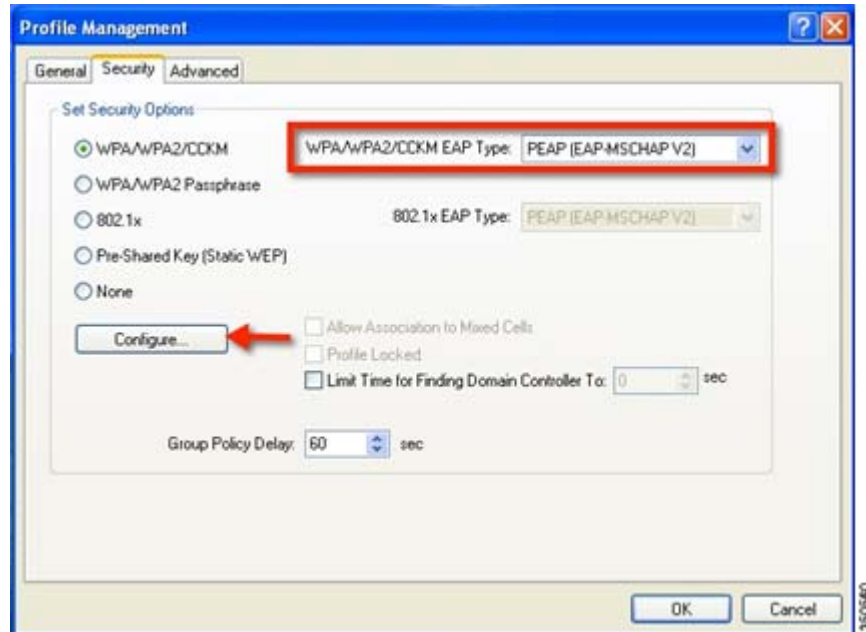 Profile Management
General Security Advanced
Set Security Options
WPA/WPA2/CCKM
WPA/WPA2/CCKM EAP Type: PEAP (EAP-MSCHAP V2)
WPA/WPA2 Passphrase
802.1x
802.1x EAP Type: PEAP (EAP-MSCHAP V2)
Pre-Shared Key (Static WEP)
None
Configure...
Allow Association to Mixed Cells
Profile Locked
Limit Time for Finding Domain Controller To: 0 sec
Group Policy Delay: 60 sec
OK Cancel